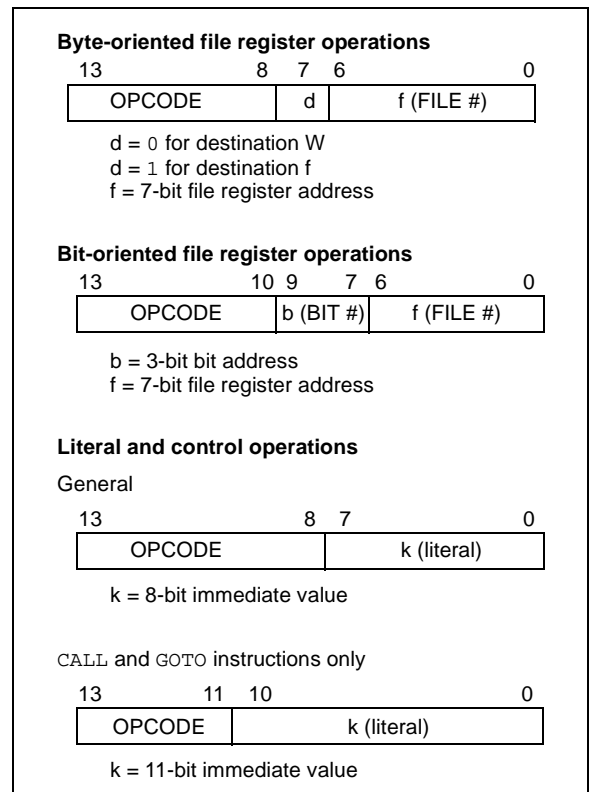 Byte-oriented file register operations
13 8 7 6 0
OPCODE d f (FILE #)
d = 0 for destination W
d = 1 for destination f
f = 7-bit file register address
Bit-oriented file register operations
13 10 9 7 6 0
OPCODE b (BIT #) f (FILE #)
b = 3-bit bit address
f = 7-bit file register address
Literal and control operations
General
13 8 7 0
OPCODE k (literal)
k = 8-bit immediate value
CALL and GOTO instructions only
13 11 10 0
OPCODE k (literal)
k = 11-bit immediate value